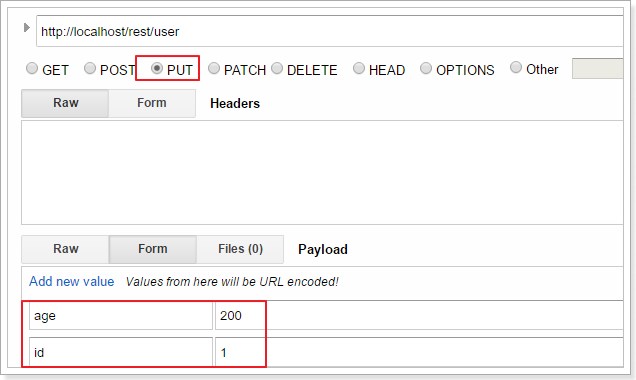 http://localhost/rest/user
GET POST PUT PATCH DELETE HEAD OPTIONS Other
Raw Form Headers
Raw Form Files (0) Payload
Add new value Values from here will be URL encoded!
age 200
id 1